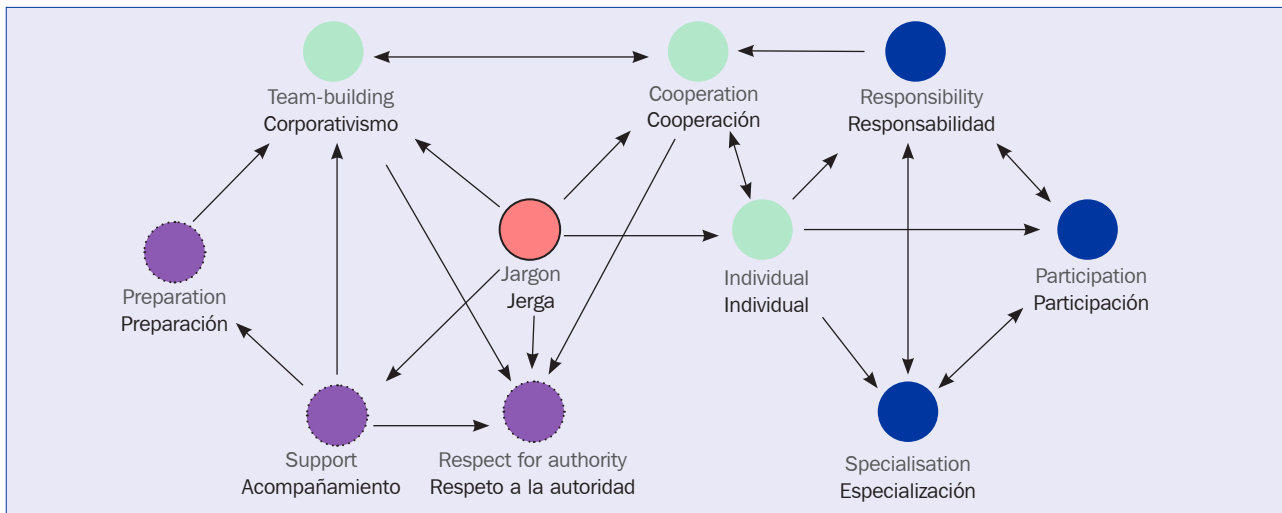 Team-building
Corporativismo
Cooperation
Cooperación
Responsibility
Responsabilidad
Preparation
Preparación
Jargon
Jerga
Individual
Individual
Participation
Participación
Support
Acompañamiento
Respect for authority
Respeto a la autoridad
Specialisation
Especialización